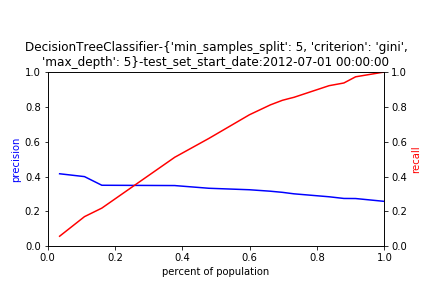 DecisionTreeClassifier-{'min_samples_split': 5, 'criterion': 'gini',
'max_depth': 5}-test_set_start_date:2012-07-01 00:00:00
1.0
0.8
0.6
0.4
0.2
0.0
precision
1.0
0.8
0.6
0.4
0.2
0.0
recall
0.0 0.2 0.4 0.6 0.8 1.0
percent of population